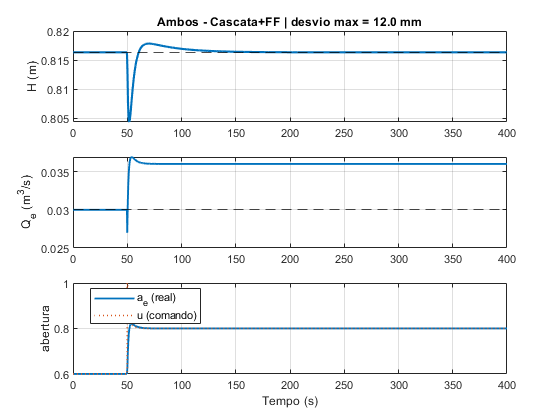 Ambos - Cascata+FF | desvio max = 12.0 mm
0.82
0.815
0.81
0.805
H (m)
0 50 100 150 200 250 300 350 400
0.035
0.03
0.025
Qe (m3/s)
0 50 100 150 200 250 300 350 400
1
0.8
0.6
abertura
ae (real)
u (comando)
0 50 100 150 200 250 300 350 400
Tempo (s)